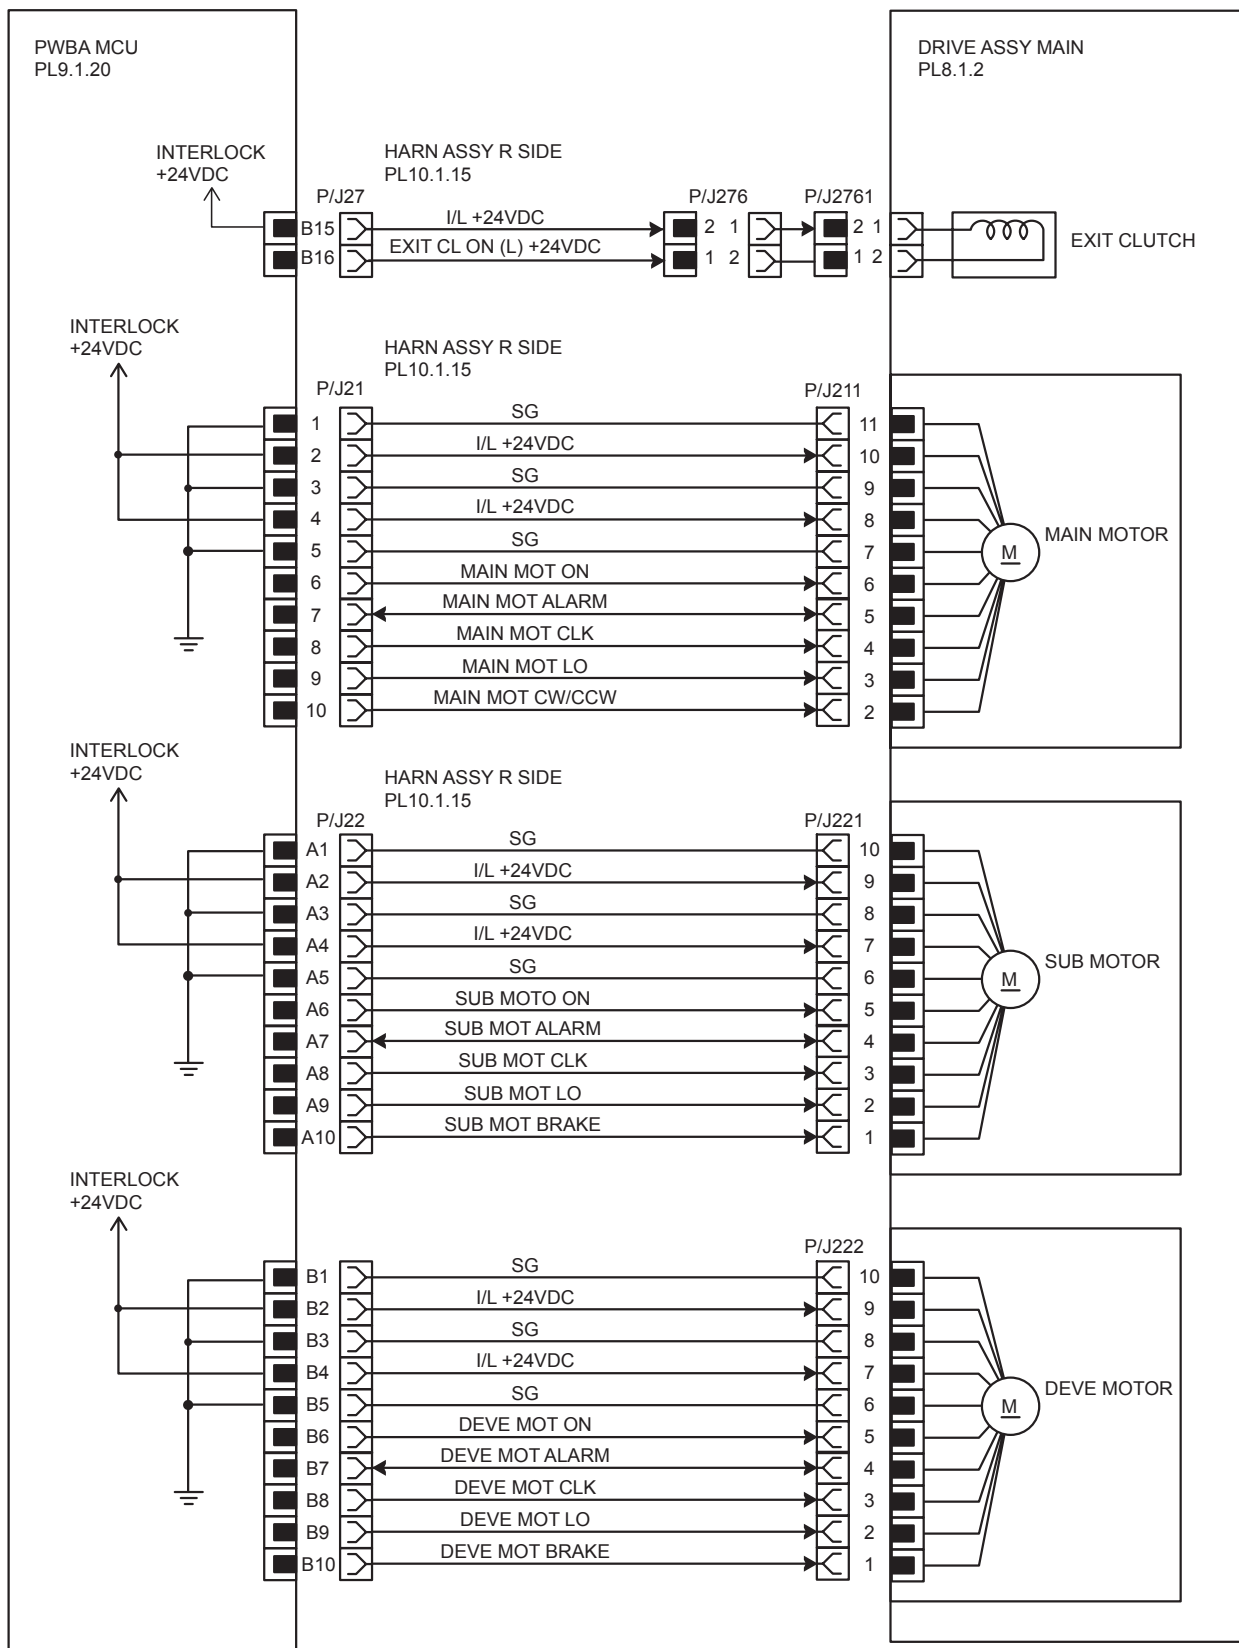 PWBA MCU
PL9.1.20
DRIVE ASSY MAIN
PL8.1.2
INTERLOCK
+24VDC
HARN ASSY R SIDE
PL10.1.15
P/J27
P/J276
P/J2761
B15
I/L +24VDC
2 1
2 1
B16
EXIT CL ON (L) +24VDC
1 2
1 2
EXIT CLUTCH
INTERLOCK
+24VDC
HARN ASSY R SIDE
PL10.1.15
P/J21
P/J211
1 SG 11
2 I/L +24VDC 10
3 SG 9
4 I/L +24VDC 8
5 SG 7
6 MAIN MOT ON 6
7 MAIN MOT ALARM 5
8 MAIN MOT CLK 4
9 MAIN MOT LO 3
10 MAIN MOT CW/CCW 2
M
MAIN MOTOR
INTERLOCK
+24VDC
HARN ASSY R SIDE
PL10.1.15
P/J22
P/J221
A1 SG 10
A2 I/L +24VDC 9
A3 SG 8
A4 I/L +24VDC 7
A5 SG 6
A6 SUB MOTO ON 5
A7 SUB MOT ALARM 4
A8 SUB MOT CLK 3
A9 SUB MOT LO 2
A10 SUB MOT BRAKE 1
M
SUB MOTOR
INTERLOCK
+24VDC
P/J222
B1 SG 10
B2 I/L +24VDC 9
B3 SG 8
B4 I/L +24VDC 7
B5 SG 6
B6 DEVE MOT ON 5
B7 DEVE MOT ALARM 4
B8 DEVE MOT CLK 3
B9 DEVE MOT LO 2
B10 DEVE MOT BRAKE 1
M
DEVE MOTOR